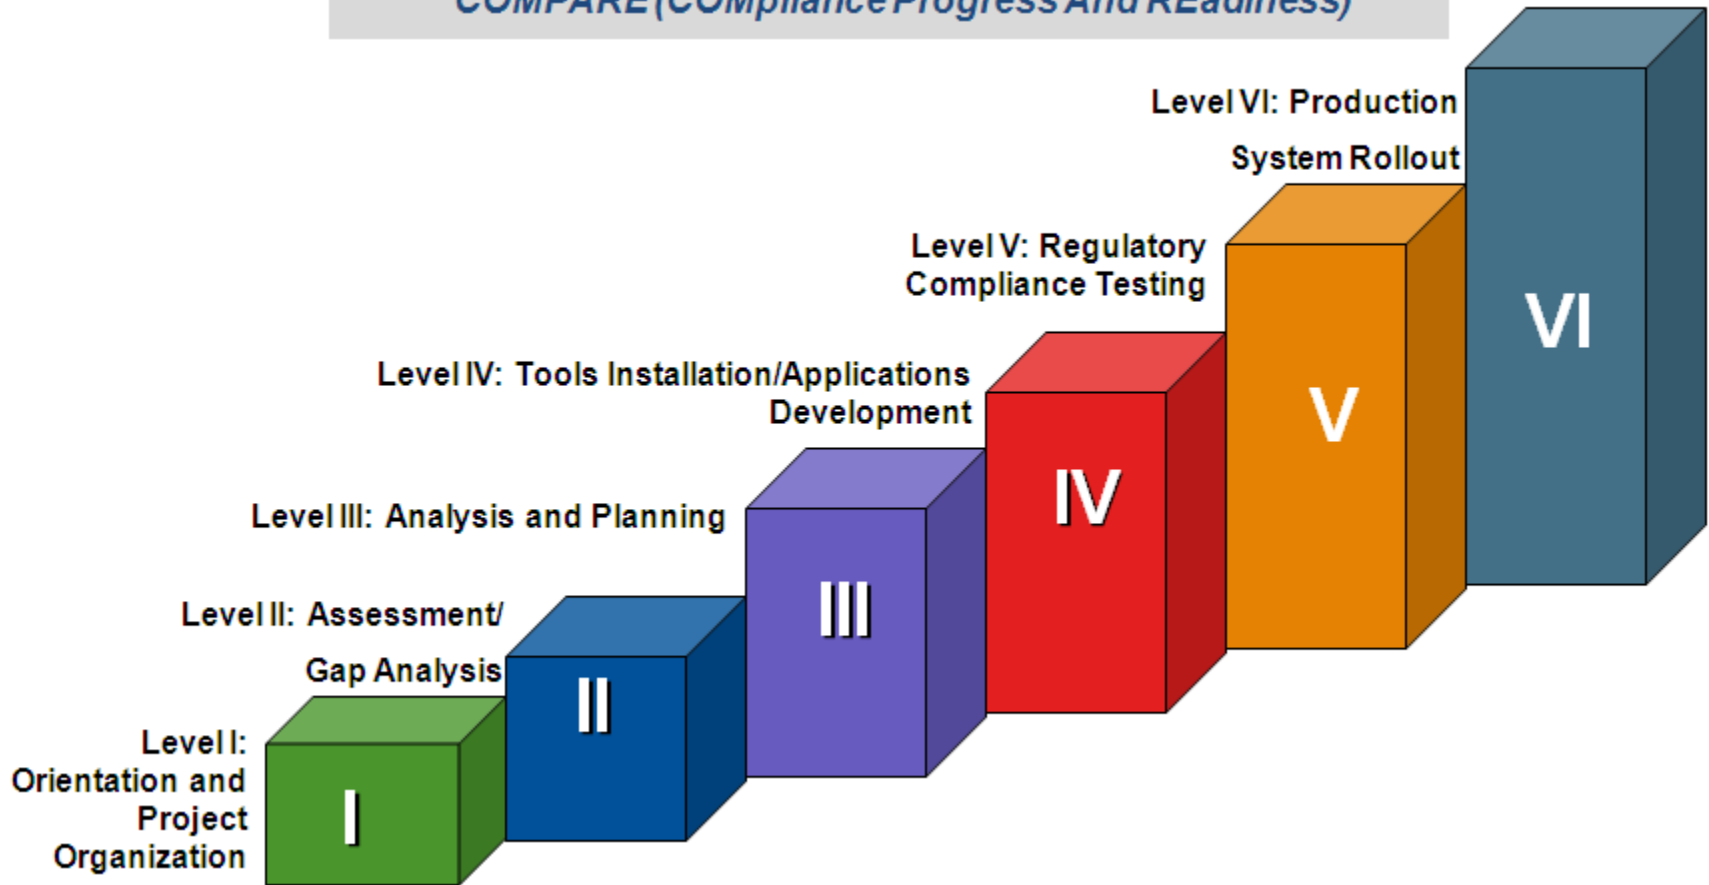 COMPARE (COMpliance Progress And REadiness)
Level VI: Production
System Rollout
Level V: Regulatory
Compliance Testing
Level IV: Tools Installation/Applications
Development
Level III: Analysis and Planning
Level II: Assessment/
Gap Analysis
Level I:
Orientation and
Project
Organization
I
II
III
IV
V
VI